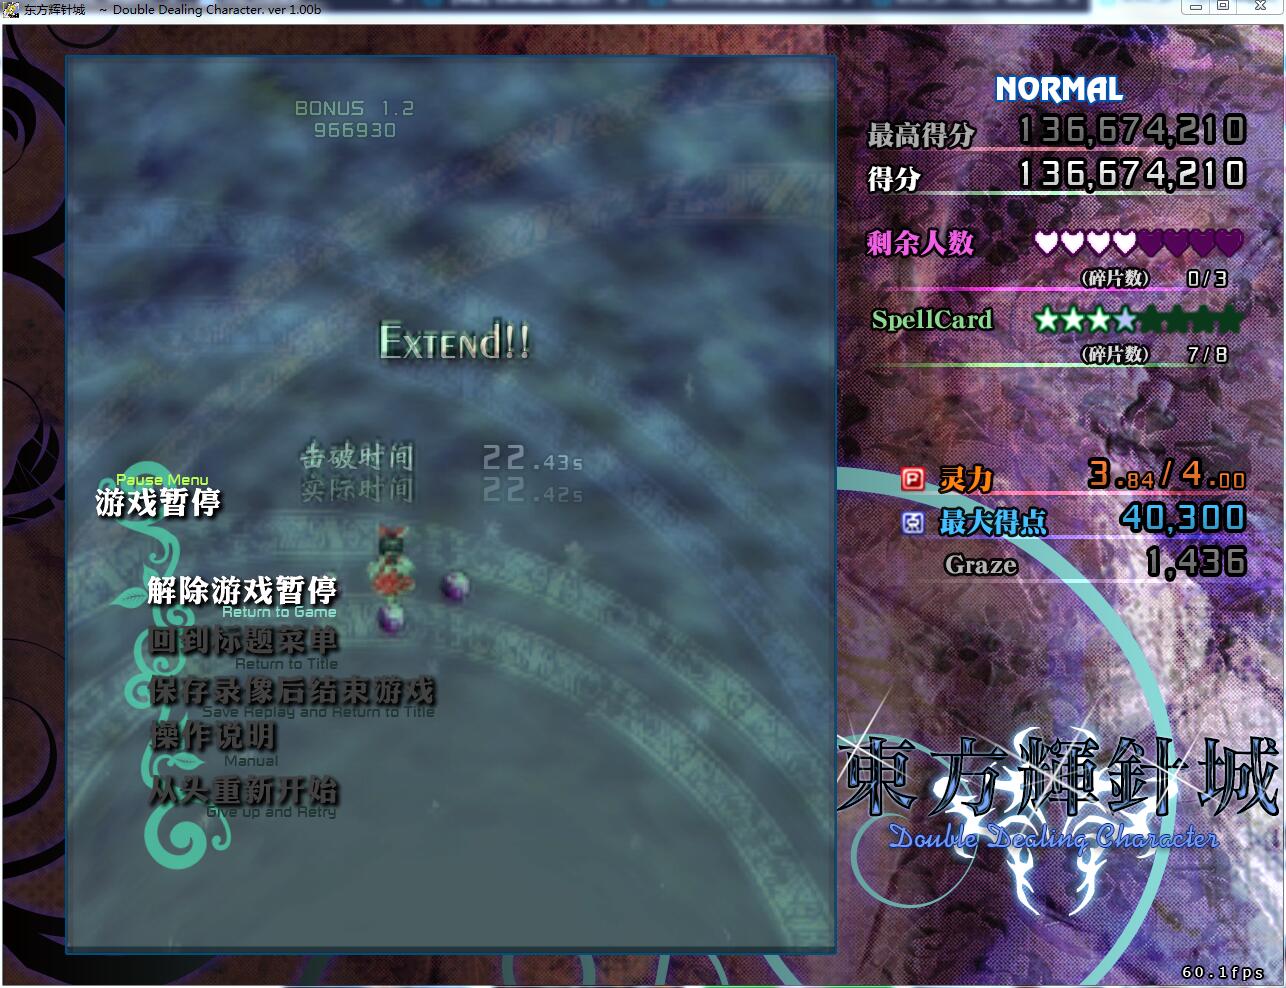 东方辉针城 ~ Double Dealing Character. ver 1.00b
BONUS 1.2
966930
Extend!!
击破时间 22.43s
实际时间 22.42s
Pause Menu
游戏暂停
解除游戏暂停
Return to Game
回到标题菜单
Return to Title
保存录像后结束游戏
Save Replay and Return to Title
操作说明
Manual
从头重新开始
Give up and Retry
NORMAL
最高得分 136,674,210
得分 136,674,210
剩余人数
(碎片数) 0/3
SpellCard
(碎片数) 7/8
P 灵力 3.84/4.00
点 最大得点 40,300
Graze 1,436
東方輝針城
Double Dealing Character
60.1fps